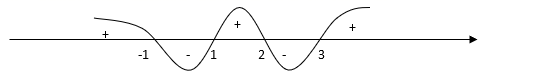 + + +
-1 - 1 2 - 3